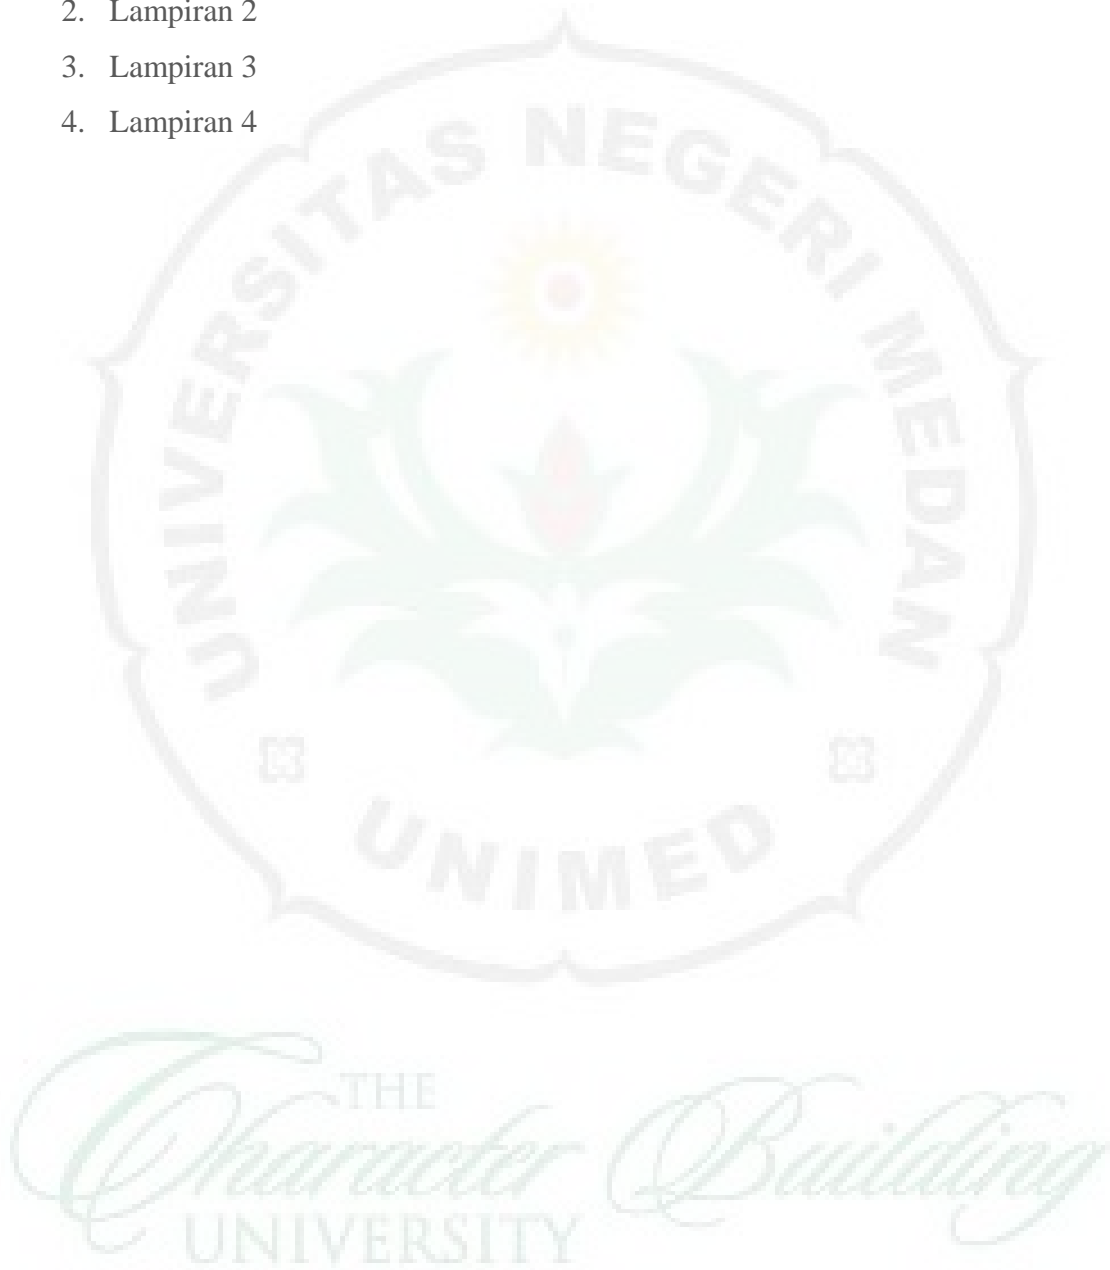 2. Lampiran 2
3. Lampiran 3
4. Lampiran 4
UNIVERSITAS NEGERI MEDAN
UNIMED
THE
Character Building
UNIVERSITY